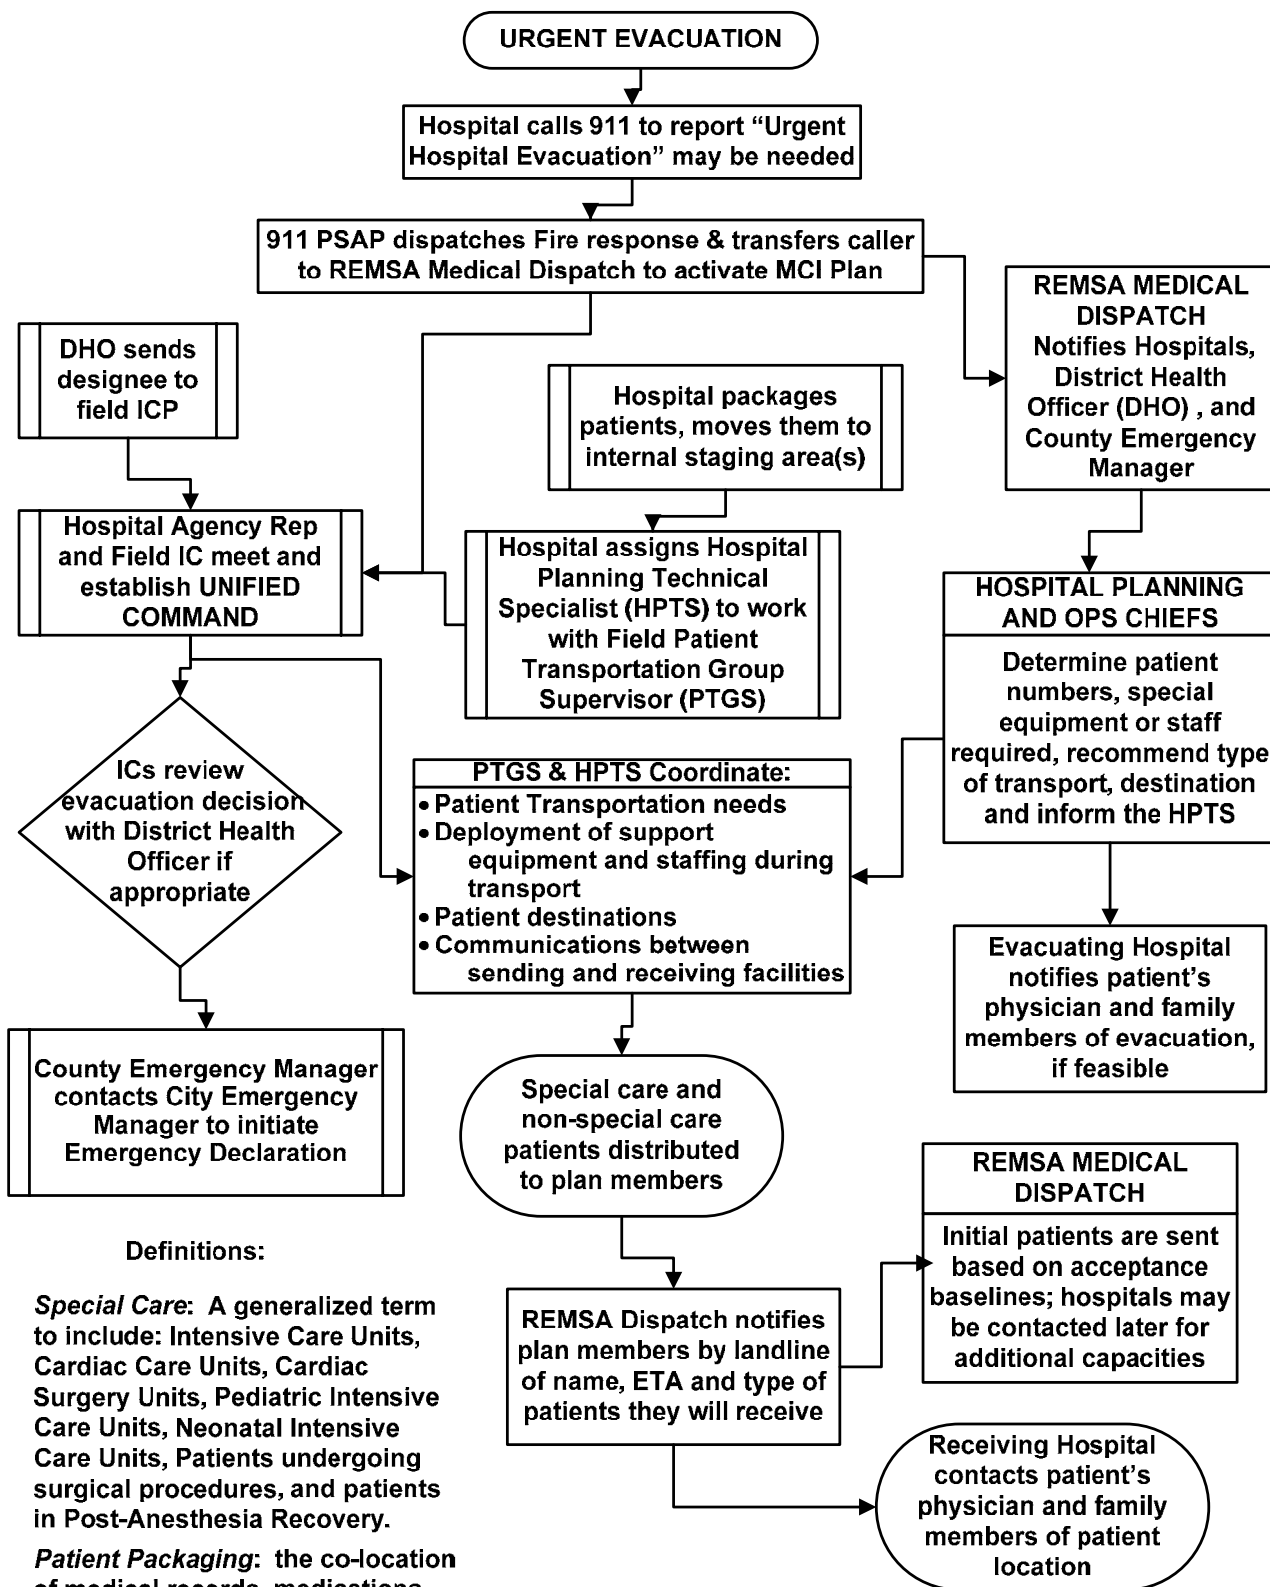 URGENT EVACUATION
Hospital calls 911 to report “Urgent
Hospital Evacuation” may be needed
911 PSAP dispatches Fire response & transfers caller
to REMSA Medical Dispatch to activate MCI Plan
REMSA MEDICAL
DISPATCH
Notifies Hospitals,
District Health
Officer (DHO) , and
County Emergency
Manager
DHO sends
designee to
field ICP
Hospital packages
patients, moves them to
internal staging area(s)
Hospital Agency Rep
and Field IC meet and
establish UNIFIED
COMMAND
Hospital assigns Hospital
Planning Technical
Specialist (HPTS) to work
with Field Patient
Transportation Group
Supervisor (PTGS)
HOSPITAL PLANNING
AND OPS CHIEFS
Determine patient
numbers, special
equipment or staff
required, recommend type
of transport, destination
and inform the HPTS
ICs review
evacuation decision
with District Health
Officer if
appropriate
PTGS & HPTS Coordinate:
• Patient Transportation needs
• Deployment of support
equipment and staffing during
transport
• Patient destinations
• Communications between
sending and receiving facilities
Evacuating Hospital
notifies patient’s
physician and family
members of evacuation,
if feasible
County Emergency Manager
contacts City Emergency
Manager to initiate
Emergency Declaration
Special care and
non-special care
patients distributed
to plan members
REMSA MEDICAL
DISPATCH
Initial patients are sent
based on acceptance
baselines; hospitals may
be contacted later for
additional capacities
REMSA Dispatch notifies
plan members by landline
of name, ETA and type of
patients they will receive
Receiving Hospital
contacts patient’s
physician and family
members of patient
location
Definitions:
Special Care: A generalized term
to include: Intensive Care Units,
Cardiac Care Units, Cardiac
Surgery Units, Pediatric Intensive
Care Units, Neonatal Intensive
Care Units, Patients undergoing
surgical procedures, and patients
in Post-Anesthesia Recovery.
Patient Packaging: the co-location
of medical records, medications